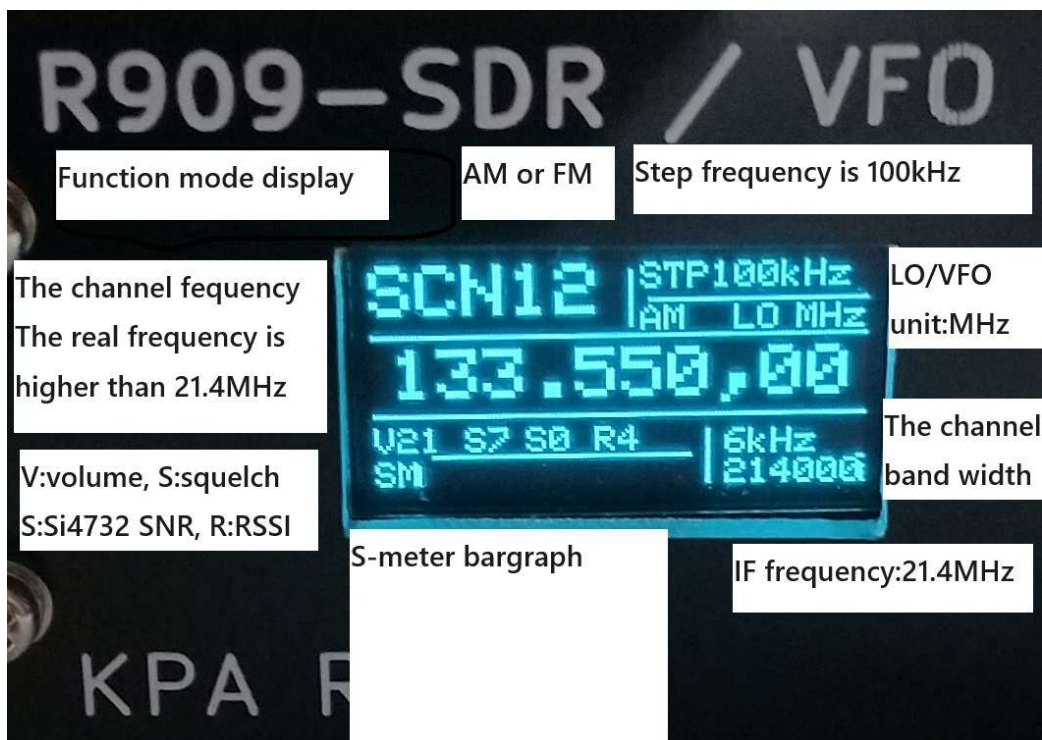 R909-SDR / VFO
Function mode display
AM or FM
Step frequency is 100kHz
The channel fequency
The real frequency is
higher than 21.4MHz
SCN12
STP100kHz
AM LO MHz
133.550,00
V21 S7 S0 R4
6kHz
SM
214000i
LO/VFO
unit:MHz
The channel
band width
V:volume, S:squelch
S:Si4732 SNR, R:RSSI
S-meter bargraph
IF frequency:21.4MHz
KPA